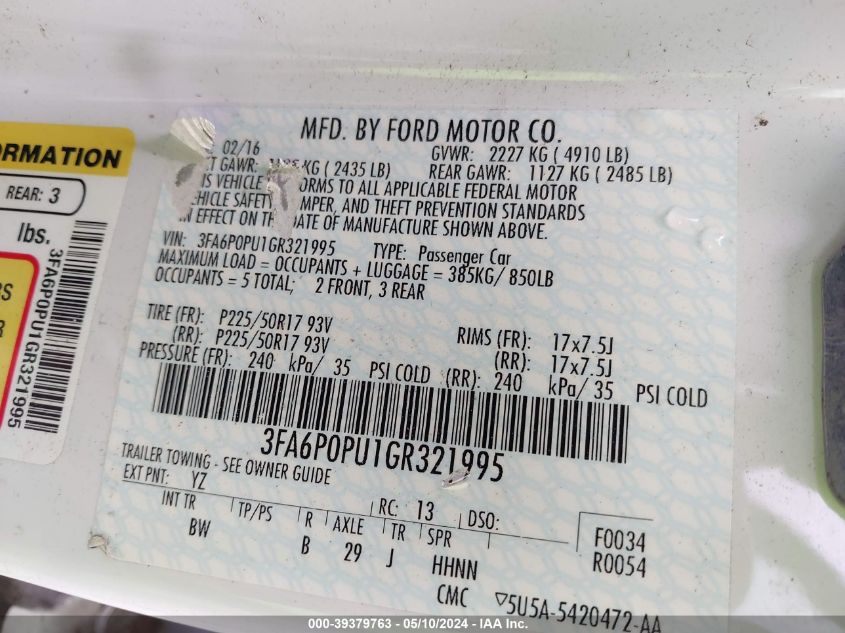 ORMATION
REAR: 3
lbs.
3FA6P0PU1GR321995
MFD. BY FORD MOTOR CO.
02/16
GVWR: 2227 KG ( 4910 LB)
GAWR: KG ( 2435 LB)
REAR GAWR: 1127 KG ( 2485 LB)
VEHICLE TO ALL APPLICABLE FEDERAL MOTOR
SAFETY, AND THEFT PREVENTION STANDARDS
IN EFFECT ON OF MANUFACTURE SHOWN ABOVE.
VIN: 3FA6P0PU1GR321995 TYPE: Passenger Car
MAXIMUM LOAD = OCCUPANTS + LUGGAGE = 385KG/ 850LB
OCCUPANTS = 5 TOTAL; 2 FRONT, 3 REAR
TIRE (FR): P225/50R17 93V RIMS (FR): 17x7.5J
(RR): P225/50R17 93V (RR): 17x7.5J
PRESSURE (FR): 240 kPa/ 35 PSI COLD (RR): 240 kPa/ 35 PSI COLD
3FA6P0PU1GR321995
TRAILER TOWING - SEE OWNER GUIDE
EXT PNT: YZ RC: 13 DSO:
INT TR TP/PS R AXLE TR SPR F0034
BW B 29 J HHNN R0054
CMC ▽5U5A-5420472-AA
000-39379763 - 05/10/2024 - IAA Inc.